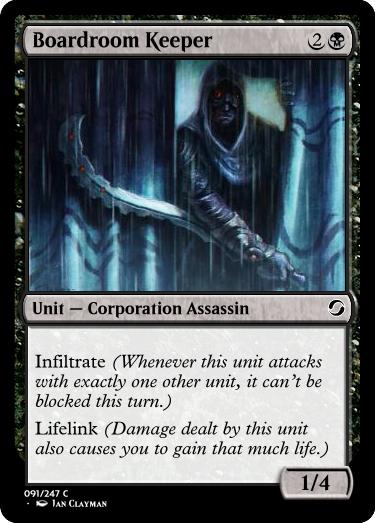 Boardroom Keeper 2
Unit — Corporation Assassin
Infiltrate (Whenever this unit attacks
with exactly one other unit, it can't be
blocked this turn.)
Lifelink (Damage dealt by this unit
also causes you to gain that much life.)
1/4
091/247 C
· Ian Clayman